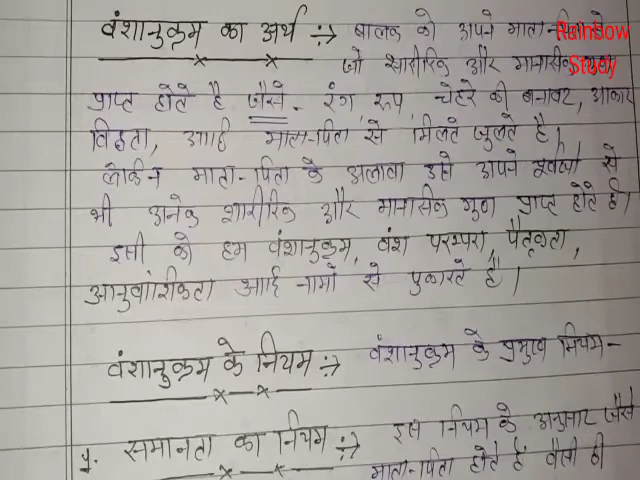 वंशानुक्रम का अर्थ :-> बालक को अपने माता-पिता से
जो शारीरिक और मानसिक गुण
प्राप्त होते है जैसे - रंग, रूप, चेहरे की बनावट, आकार
विद्वता, आदि माता-पिता से मिलते जुलते है।
लेकिन माता-पिता के अलावा उसे अपने पूर्वजो से
भी अनेक शारीरिक और मानसिक गुण प्राप्त होते है।
इसी को हम वंशानुक्रम, वंश परम्परा, पैतृकता,
आनुवांशिकता आदि नामो से पुकारते है।
वंशानुक्रम के नियम :-> वंशानुक्रम के प्रमुख नियम -
1. समानता का नियम :-> इस नियम के अनुसार जैसे
माता-पिता होते है वैसी ही
Rainbow
Study